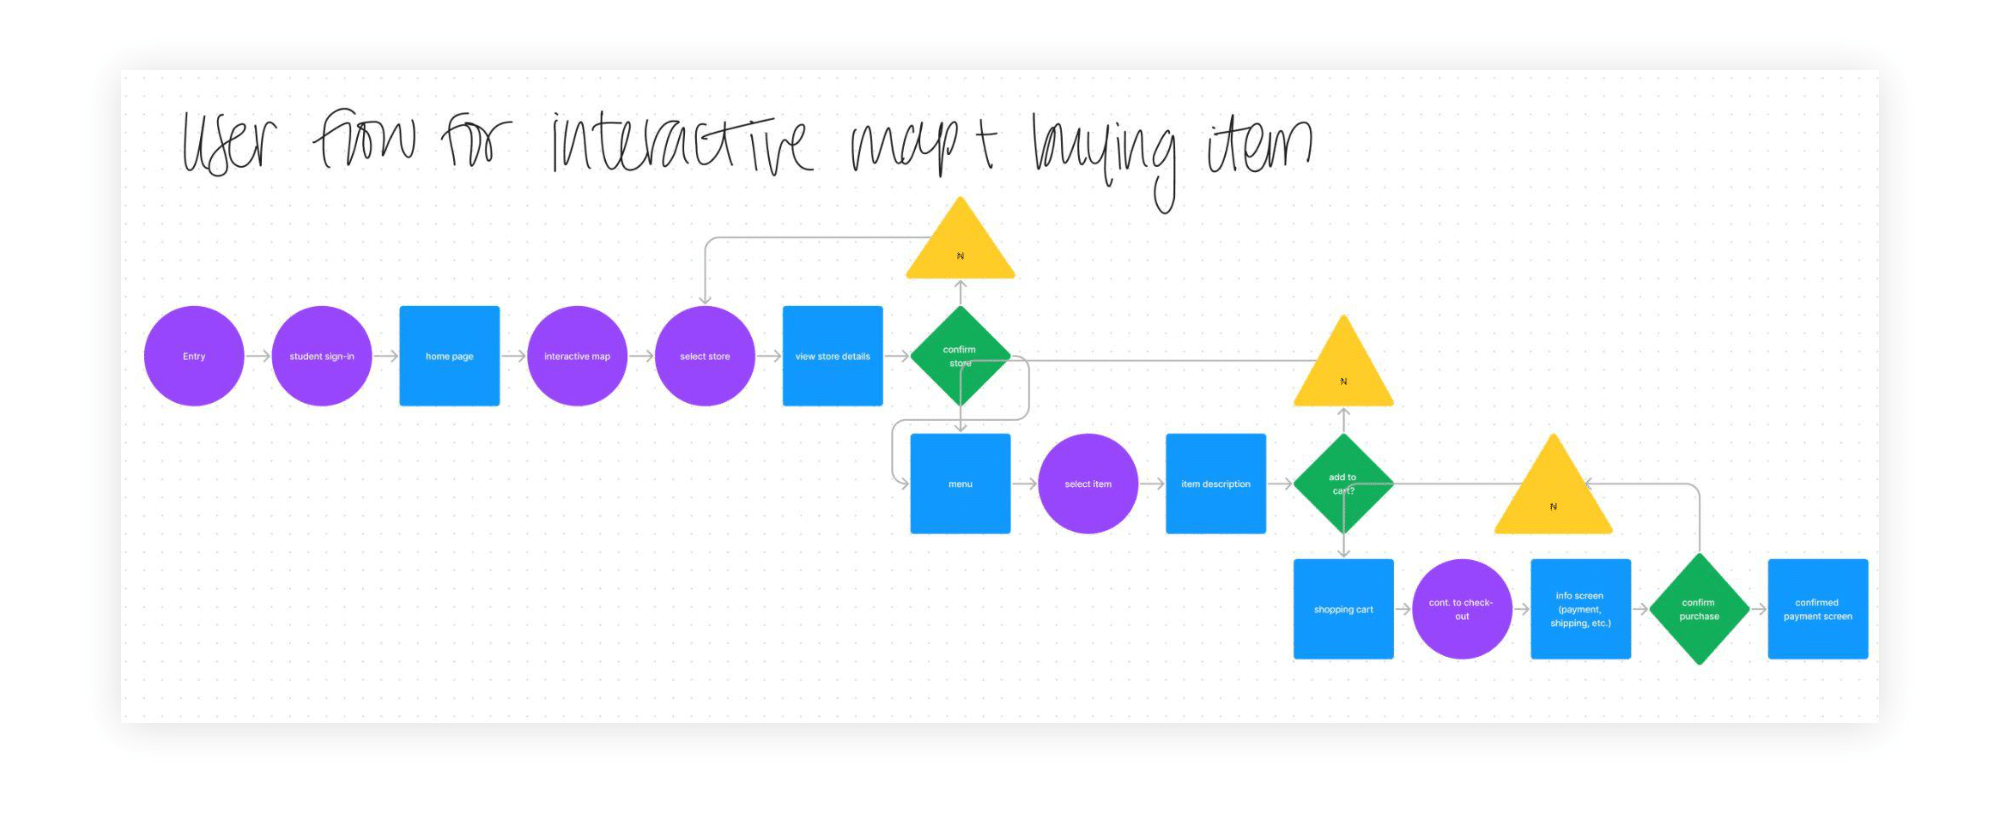 User flow for interactive map + buying item
N
Entry
student sign-in
home page
interactive map
select store
view store details
confirm
store
N
menu
select item
item description
add to
cart?
N
shopping cart
cont. to check-
out
info screen
(payment,
shipping, etc.)
confirm
purchase
confirmed
payment screen